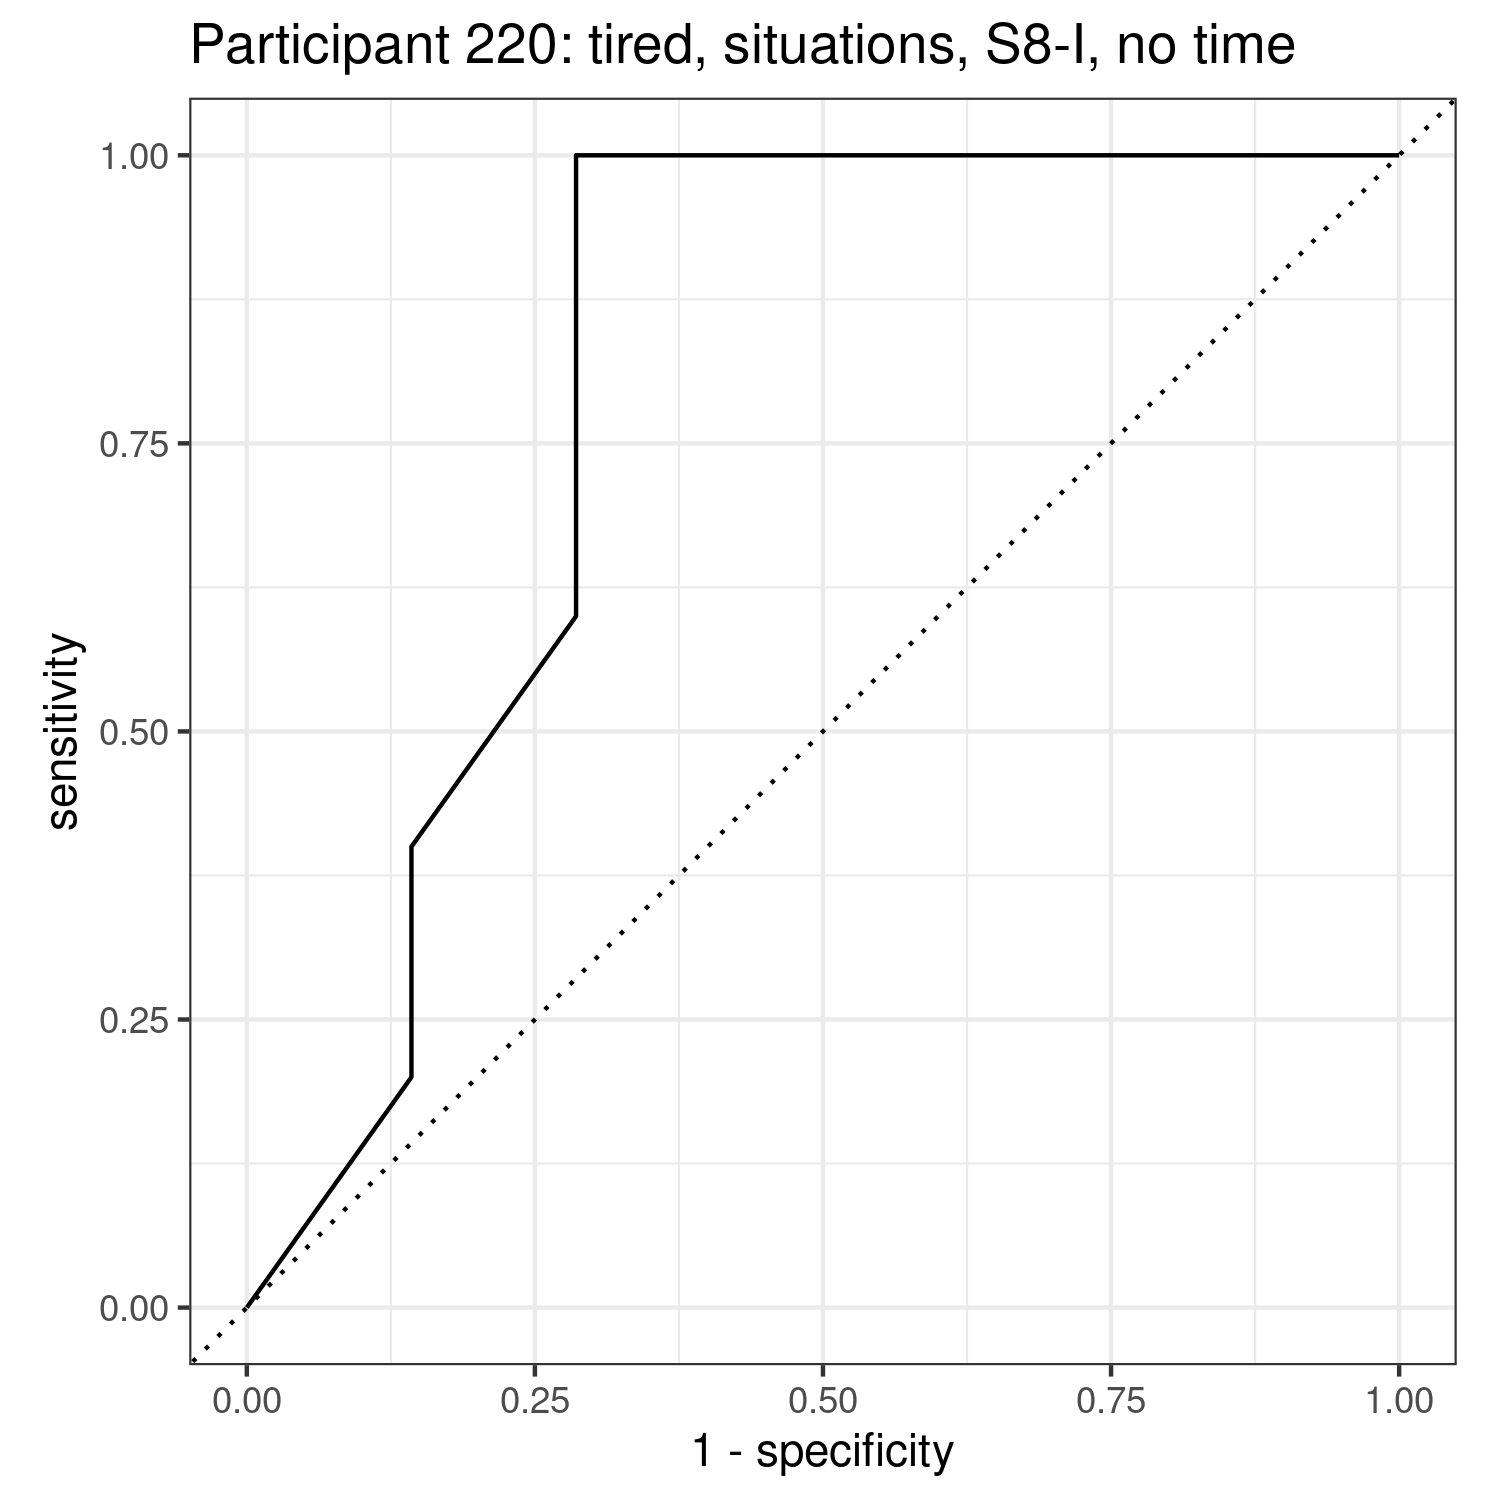 Participant 220: tired, situations, S8-I, no time
sensitivity
1.00
0.75
0.50
0.25
0.00
0.00 0.25 0.50 0.75 1.00
1 - specificity